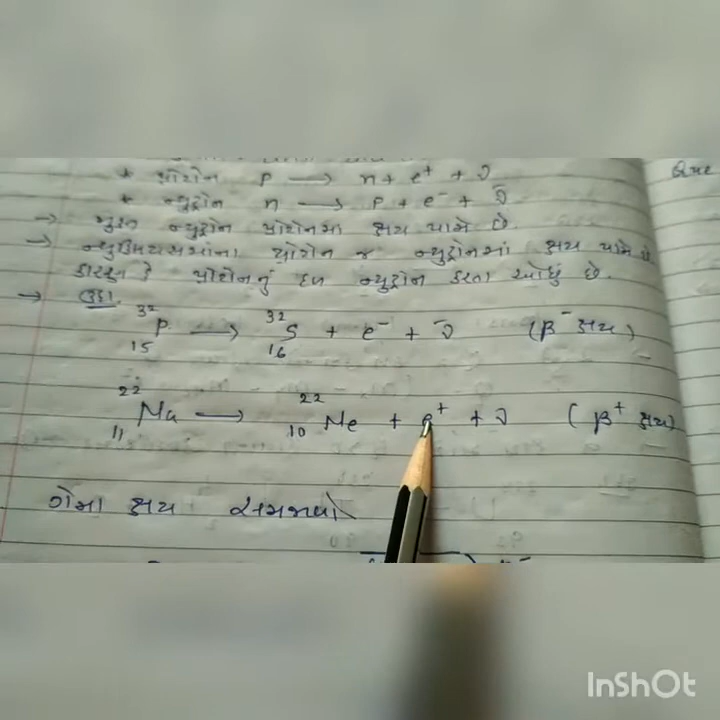 * પ્રોટોન p → n + e⁺ + ν
* ન્યુટ્રોન n → p + e⁻ + ν̄
→ મુક્ત ન્યુટ્રોન પ્રોટોનમાં ક્ષય પામે છે.
→ ન્યુક્લિયસમાંના પ્રોટોન જ ન્યુટ્રોનમાં ક્ષય પામે છે
કારણ કે પ્રોટોનનું દળ ન્યુટ્રોન કરતા ઓછું છે.
→ ઉદા.
³²₁₅P → ³²₁₆S + e⁻ + ν̄ (β⁻ ક્ષય)
²²₁₁Na → ²²₁₀Ne + e⁺ + ν (β⁺ ક્ષય)
ગેમા ક્ષય સમજાવો
InShOt